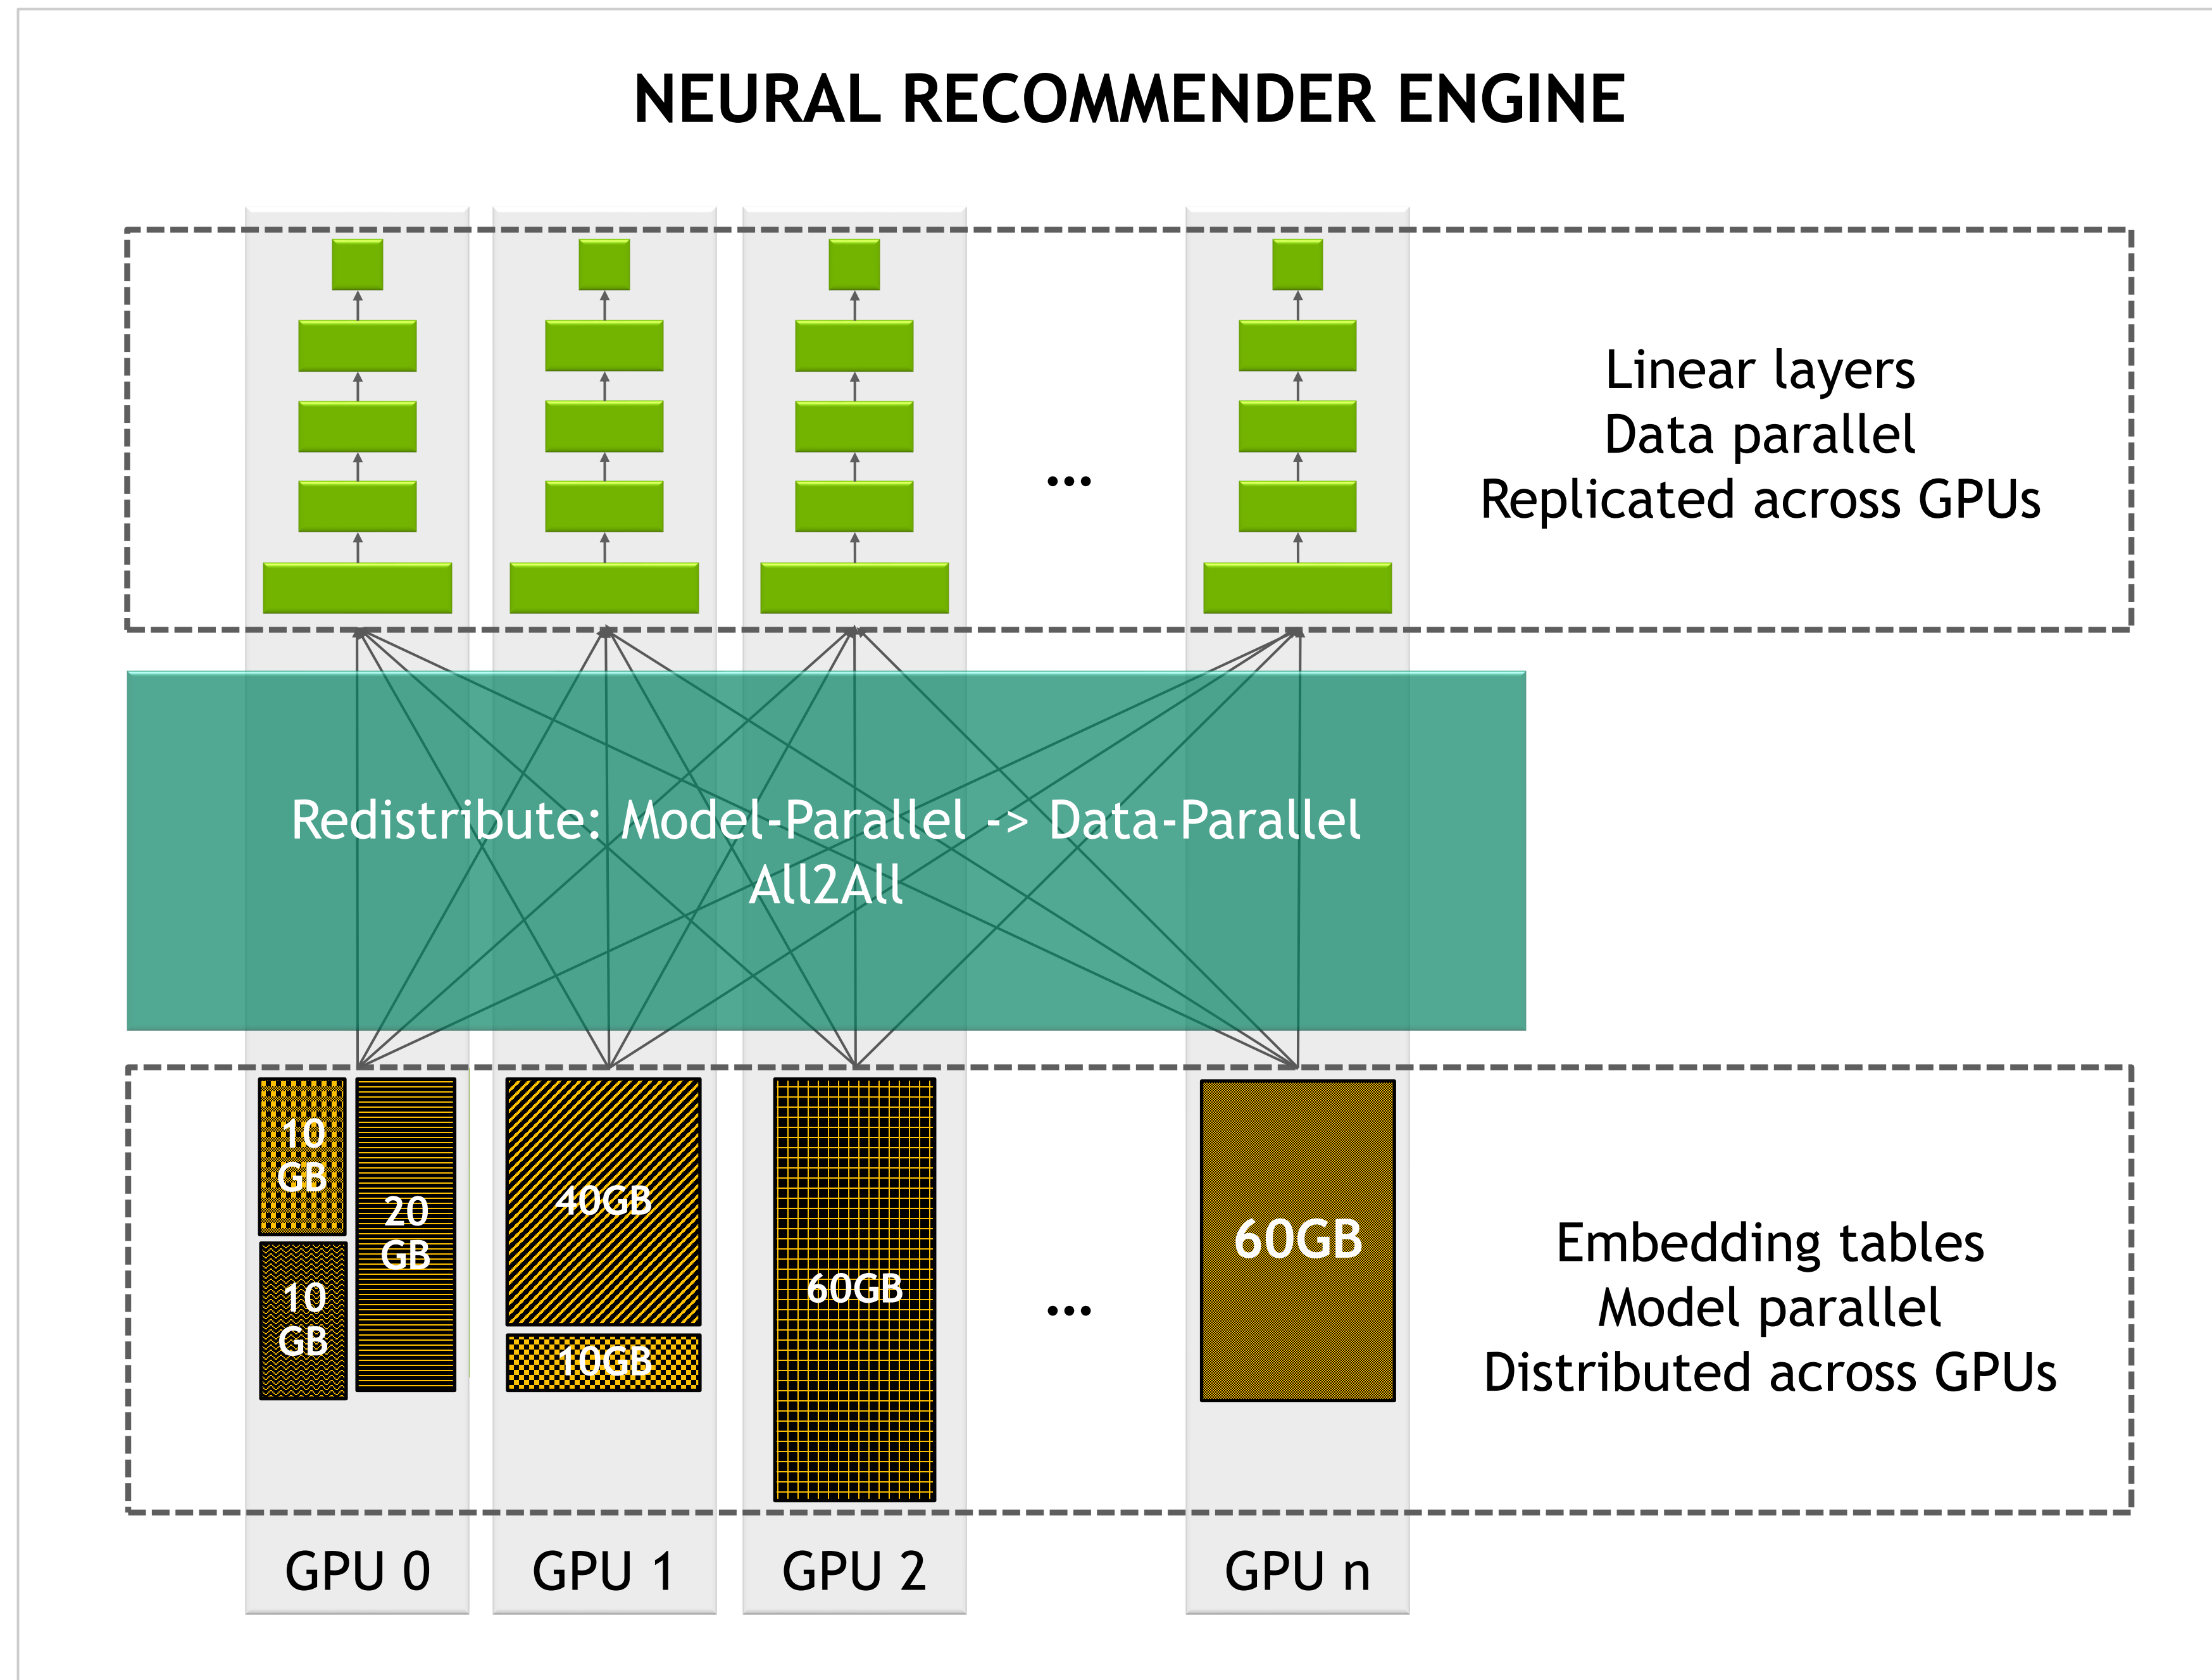 NEURAL RECOMMENDER ENGINE
Linear layers
Data parallel
Replicated across GPUs
...
Redistribute: Model-Parallel -> Data-Parallel
All2All
10
GB
20
GB
10
GB
40GB
10GB
60GB
...
60GB
Embedding tables
Model parallel
Distributed across GPUs
GPU 0
GPU 1
GPU 2
GPU n